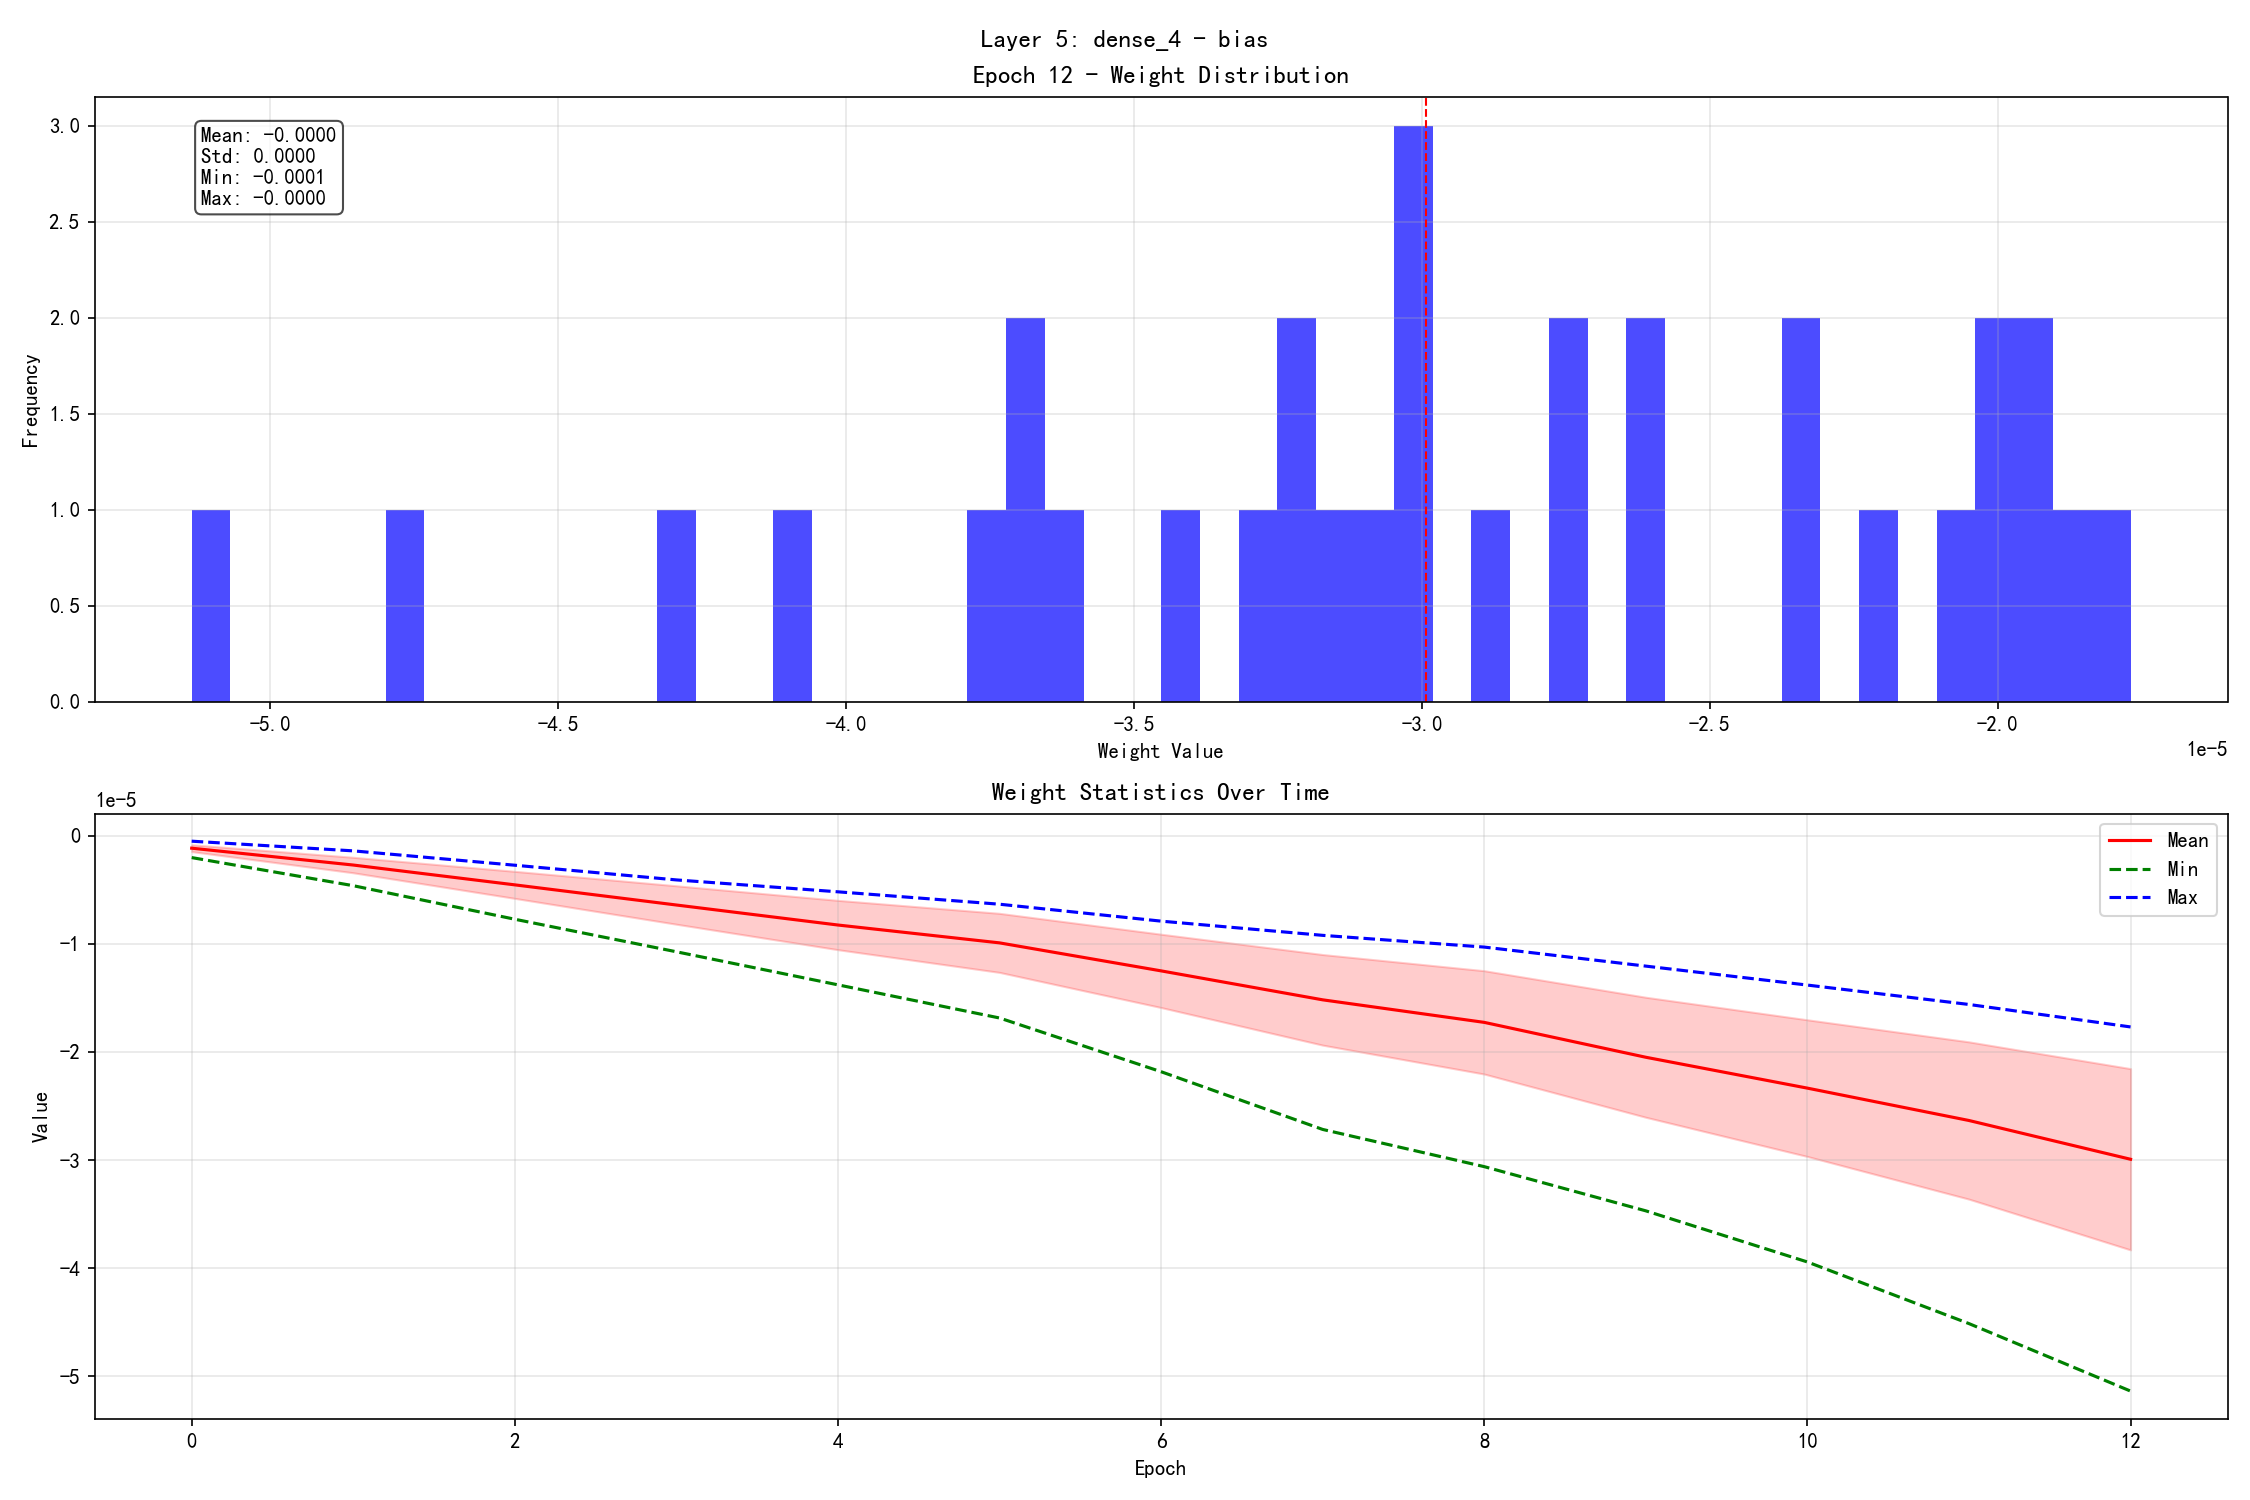 Layer 5: dense_4 - bias
Epoch 12 - Weight Distribution
Mean: -0.0000
Std: 0.0000
Min: -0.0001
Max: -0.0000
3.0
2.5
2.0
1.5
1.0
0.5
0.0
Frequency
-5.0 -4.5 -4.0 -3.5 -3.0 -2.5 -2.0
Weight Value
1e-5
Weight Statistics Over Time
1e-5
Mean
Min
Max
0
-1
-2
-3
-4
-5
Value
0 2 4 6 8 10 12
Epoch